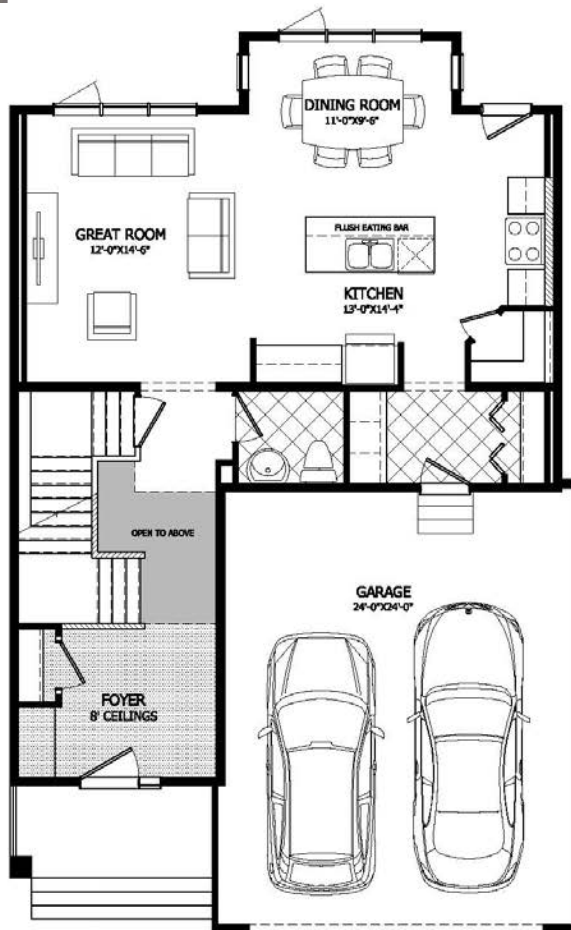 DINING ROOM
11'-0"X9'-6"
FLUSH EATING BAR
GREAT ROOM
12'-0"X14'-6"
KITCHEN
13'-0"X14'-4"
OPEN TO ABOVE
GARAGE
24'-0"X24'-0"
FOYER
8' CEILINGS